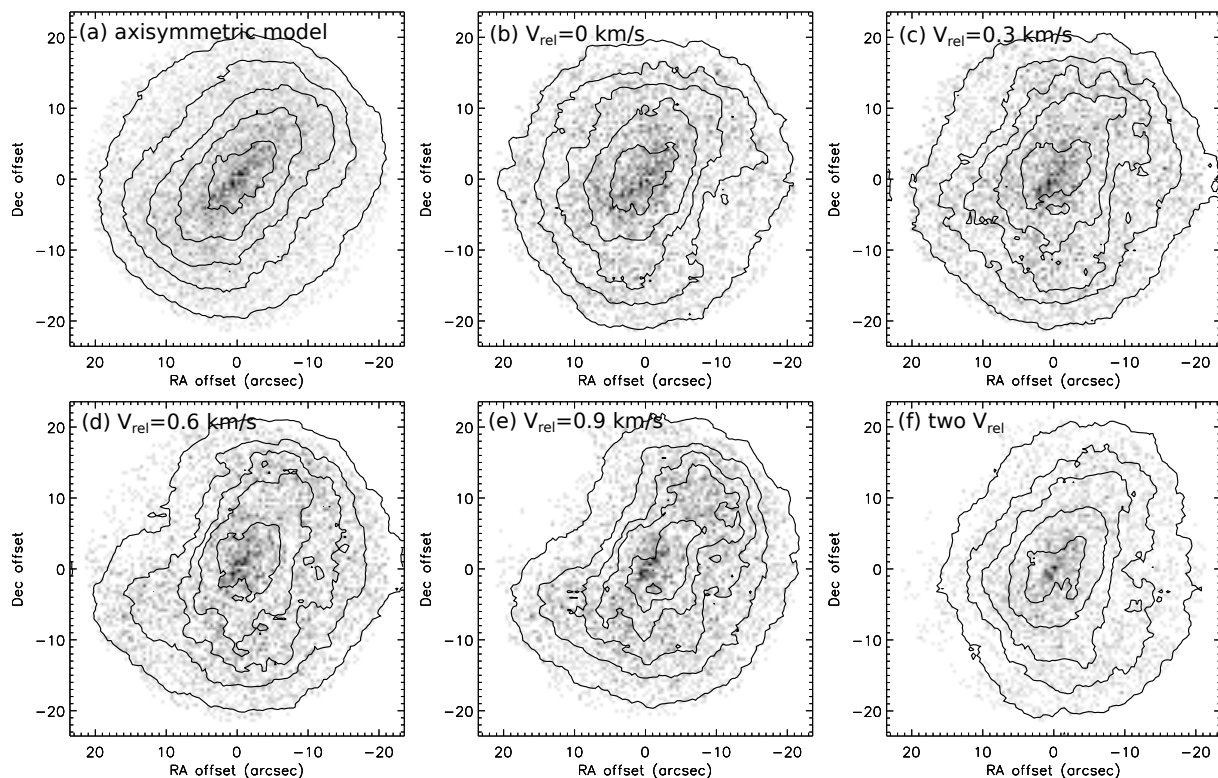 (a) axisymmetric model
(b) Vrel=0 km/s
(c) Vrel=0.3 km/s
20
10
0
−10
−20
Dec offset
20 10 0 −10 −20
RA offset (arcsec)
20
10
0
−10
−20
Dec offset
20 10 0 −10 −20
RA offset (arcsec)
20
10
0
−10
−20
Dec offset
20 10 0 −10 −20
RA offset (arcsec)
(d) Vrel=0.6 km/s
(e) Vrel=0.9 km/s
(f) two Vrel
20
10
0
−10
−20
Dec offset
20 10 0 −10 −20
RA offset (arcsec)
20
10
0
−10
−20
Dec offset
20 10 0 −10 −20
RA offset (arcsec)
20
10
0
−10
−20
Dec offset
20 10 0 −10 −20
RA offset (arcsec)